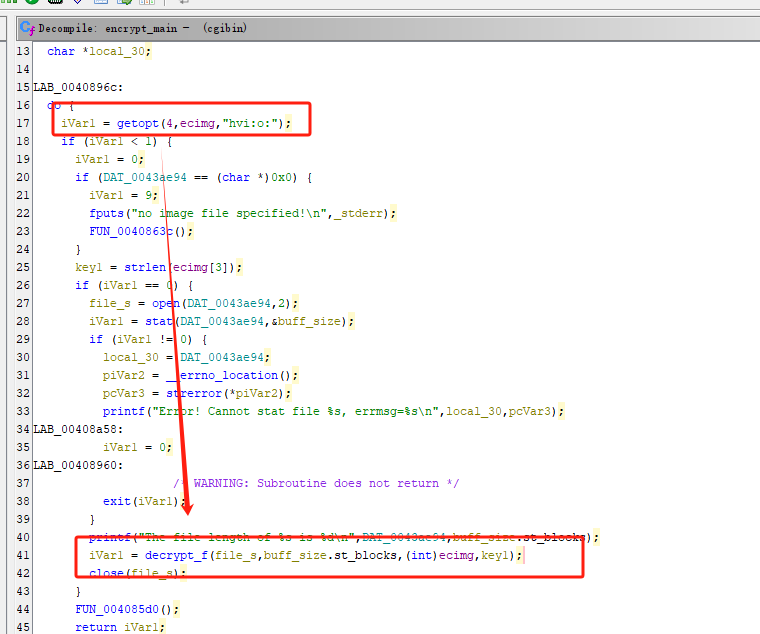 Decompile: encrypt_main - (cgibin)
13 char *local_30;
14
15 LAB_0040896c:
16 do {
17 iVar1 = getopt(4,ecimg,"hvi:o:");
18 if (iVar1 < 1) {
19 iVar1 = 0;
20 if (DAT_0043ae94 == (char *)0x0) {
21 iVar1 = 9;
22 fputs("no image file specified!\n",_stderr);
23 FUN_0040863c();
24 }
25 key1 = strlen(ecimg[3]);
26 if (iVar1 == 0) {
27 file_s = open(DAT_0043ae94,2);
28 iVar1 = stat(DAT_0043ae94,&buff_size);
29 if (iVar1 != 0) {
30 local_30 = DAT_0043ae94;
31 piVar2 = __errno_location();
32 pcVar3 = strerror(*piVar2);
33 printf("Error! Cannot stat file %s, errmsg=%s\n",local_30,pcVar3);
34 LAB_00408a58:
35 iVar1 = 0;
36 LAB_00408960:
37 /* WARNING: Subroutine does not return */
38 exit(iVar1);
39 }
40 printf("The file length of %s is %d\n",DAT_0043ae94,buff_size.st_blocks);
41 iVar1 = decrypt_f(file_s,buff_size.st_blocks,(int)ecimg,key1);
42 close(file_s);
43 }
44 FUN_004085d0();
45 return iVar1;